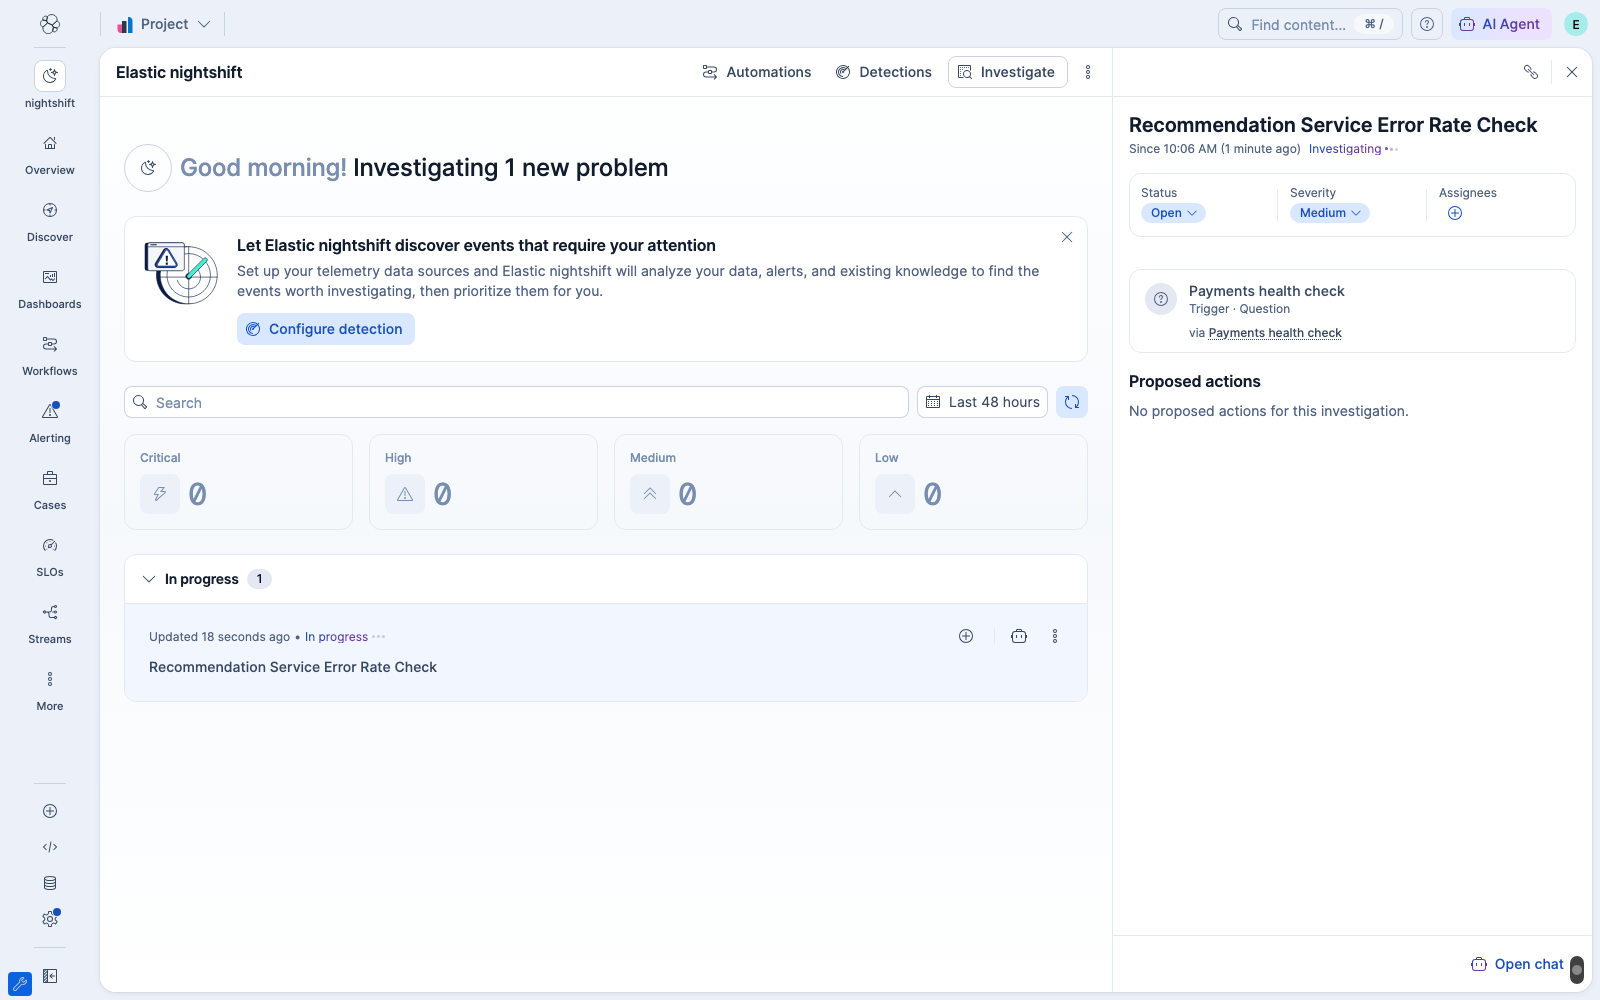 Project
Find content...
⌘ /
AI Agent
E
nightshift
Overview
Discover
Dashboards
Workflows
Alerting
Cases
SLOs
Streams
More
Elastic nightshift
Automations
Detections
Investigate
Good morning! Investigating 1 new problem
Let Elastic nightshift discover events that require your attention
Set up your telemetry data sources and Elastic nightshift will analyze your data, alerts, and existing knowledge to find the
events worth investigating, then prioritize them for you.
Configure detection
Search
Last 48 hours
Critical
0
High
0
Medium
0
Low
0
In progress 1
Updated 18 seconds ago • In progress
Recommendation Service Error Rate Check
Recommendation Service Error Rate Check
Since 10:06 AM (1 minute ago) Investigating
Status
Open
Severity
Medium
Assignees
Payments health check
Trigger · Question
via Payments health check
Proposed actions
No proposed actions for this investigation.
Open chat